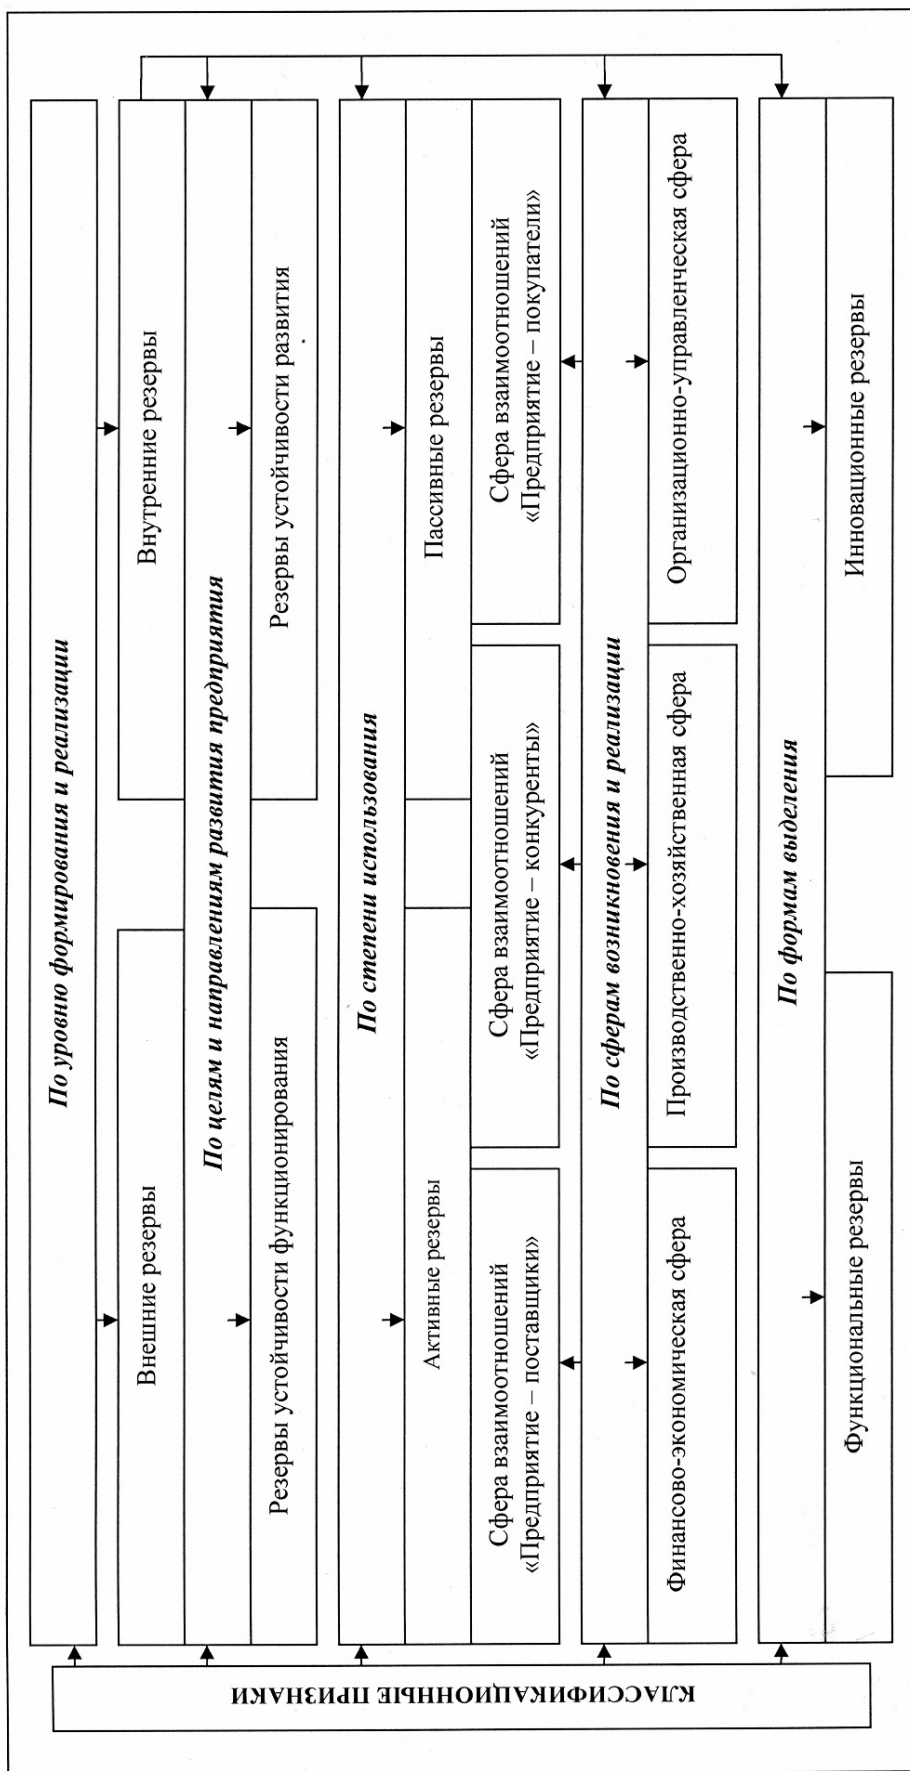 КЛАССИФИКАЦИОННЫЕ ПРИЗНАКИ
По уровню формирования и реализации
Внешние резервы
Внутренние резервы
По целям и направлениям развития предприятия
Резервы устойчивости функционирования
Резервы устойчивости развития
По степени использования
Активные резервы
Пассивные резервы
Сфера взаимоотношений
«Предприятие – поставщики»
Сфера взаимоотношений
«Предприятие – конкуренты»
Сфера взаимоотношений
«Предприятие – покупатели»
По сферам возникновения и реализации
Финансово-экономическая сфера
Производственно-хозяйственная сфера
Организационно-управленческая сфера
По формам выделения
Функциональные резервы
Инновационные резервы